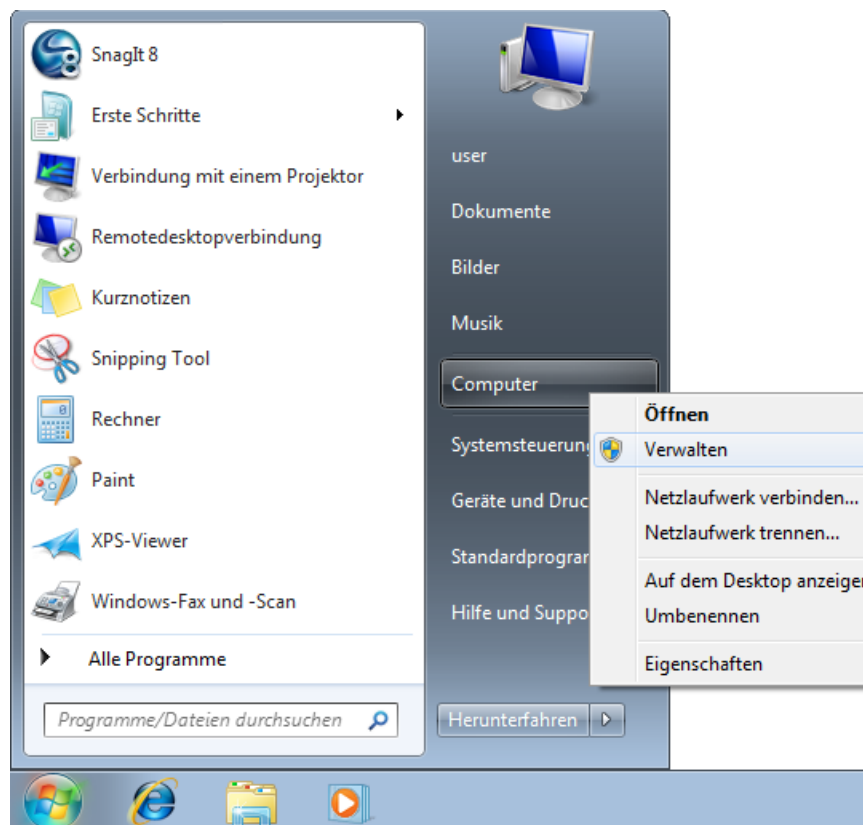 SnagIt 8
Erste Schritte
Verbindung mit einem Projektor
Remotedesktopverbindung
Kurznotizen
Snipping Tool
Rechner
Paint
XPS-Viewer
Windows-Fax und -Scan
Alle Programme
Programme/Dateien durchsuchen
user
Dokumente
Bilder
Musik
Computer
Systemsteuerun
Geräte und Druc
Standardprogra
Hilfe und Suppo
Herunterfahren
Öffnen
Verwalten
Netzlaufwerk verbinden...
Netzlaufwerk trennen...
Auf dem Desktop anzeige
Umbenennen
Eigenschaften